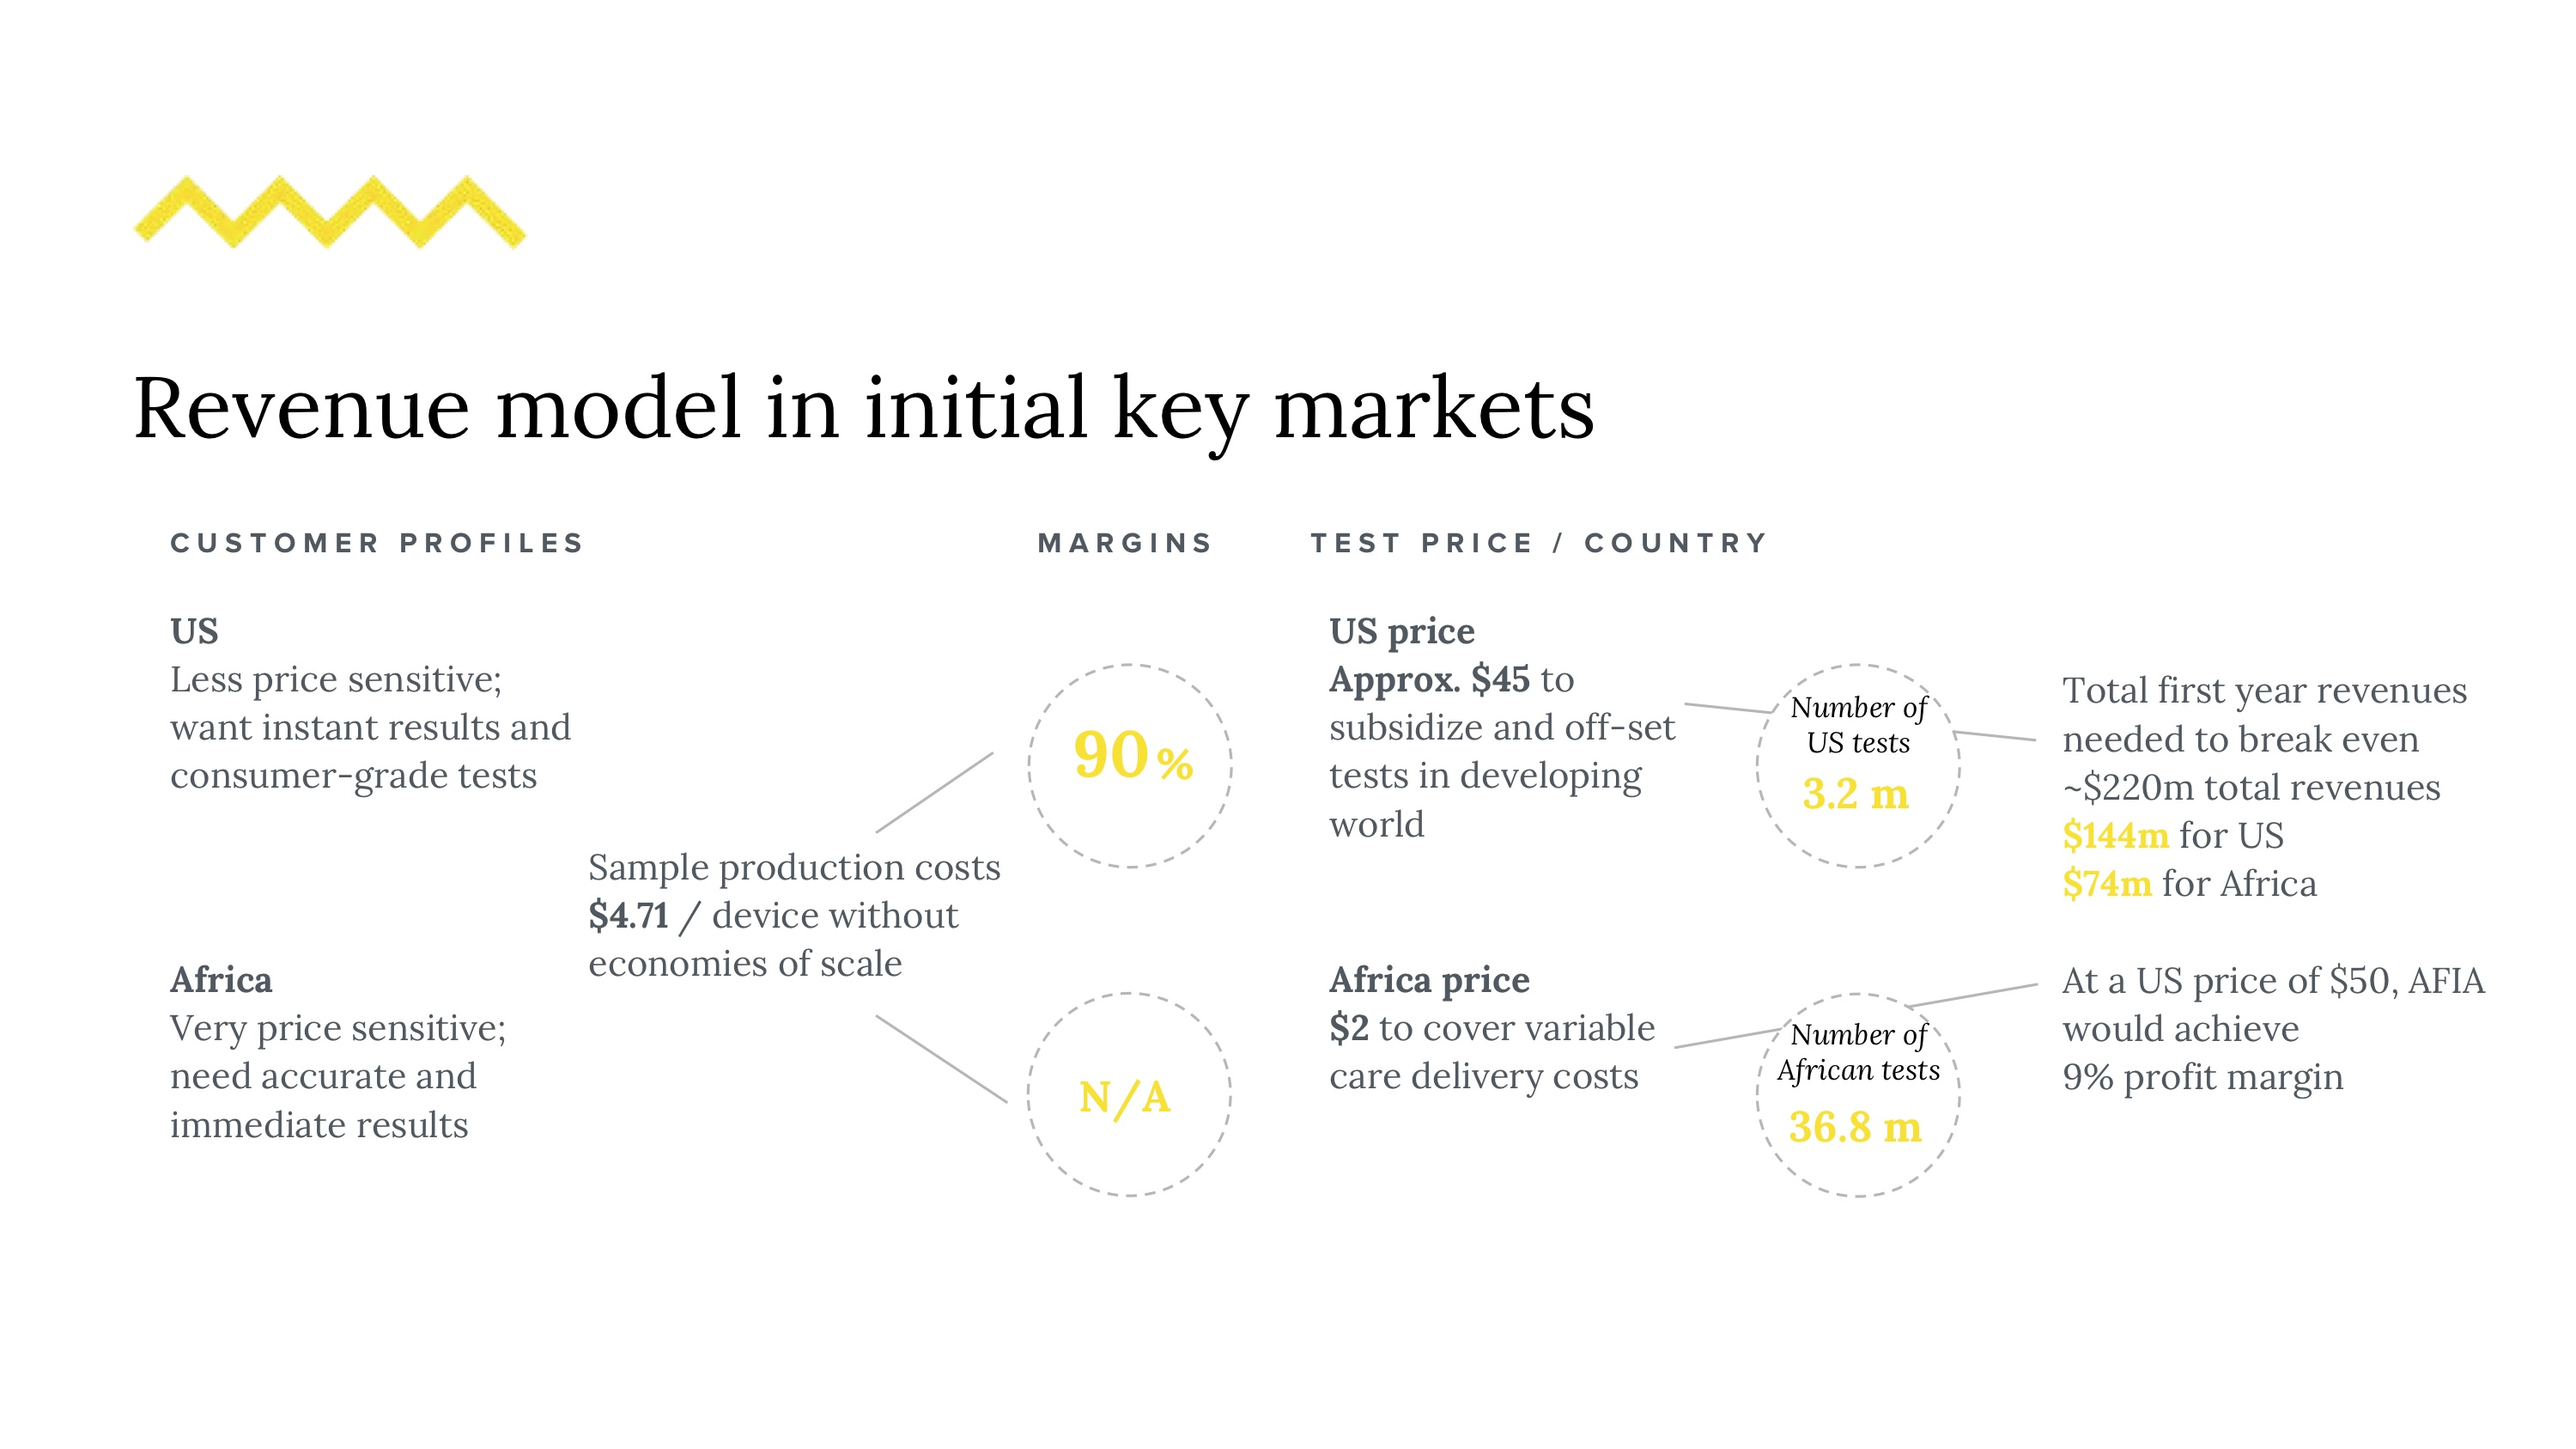 Revenue model in initial key markets
CUSTOMER PROFILES
MARGINS
TEST PRICE / COUNTRY
US
Less price sensitive;
want instant results and
consumer-grade tests
Africa
Very price sensitive;
need accurate and
immediate results
Sample production costs
$4.71 / device without
economies of scale
90 %
N/A
US price
Approx. $45 to
subsidize and off-set
tests in developing
world
Africa price
$2 to cover variable
care delivery costs
Number of
US tests
3.2 m
Number of
African tests
36.8 m
Total first year revenues
needed to break even
~$220m total revenues
$144m for US
$74m for Africa
At a US price of $50, AFIA
would achieve
9% profit margin